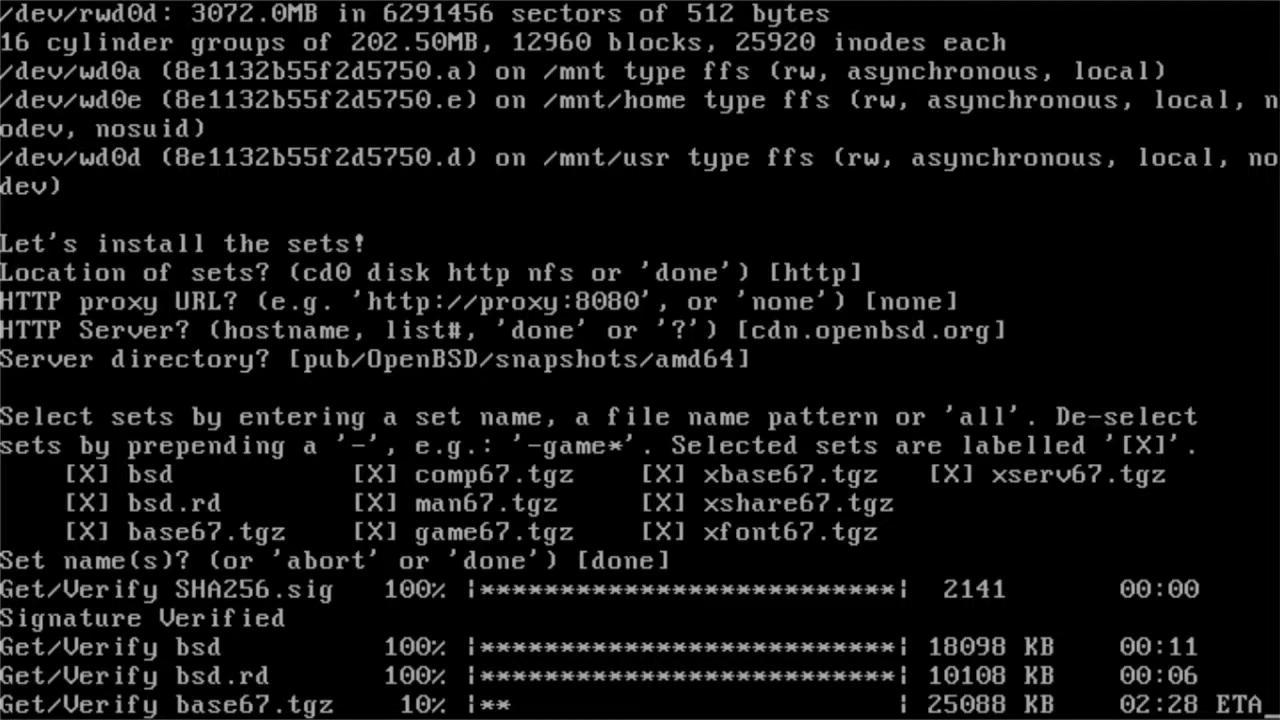 /dev/rwd0d: 3072.0MB in 6291456 sectors of 512 bytes
16 cylinder groups of 202.50MB, 12960 blocks, 25920 inodes each
/dev/wd0a (8e1132b55f2d5750.a) on /mnt type ffs (rw, asynchronous, local)
/dev/wd0e (8e1132b55f2d5750.e) on /mnt/home type ffs (rw, asynchronous, local, n
odev, nosuid)
/dev/wd0d (8e1132b55f2d5750.d) on /mnt/usr type ffs (rw, asynchronous, local, no
dev)
Let's install the sets!
Location of sets? (cd0 disk http nfs or 'done') [http]
HTTP proxy URL? (e.g. 'http://proxy:8080', or 'none') [none]
HTTP Server? (hostname, list#, 'done' or '?') [cdn.openbsd.org]
Server directory? [pub/OpenBSD/snapshots/amd64]
Select sets by entering a set name, a file name pattern or 'all'. De-select
sets by prepending a '-', e.g.: '-game*'. Selected sets are labelled '[X]'.
[X] bsd [X] comp67.tgz [X] xbase67.tgz [X] xserv67.tgz
[X] bsd.rd [X] man67.tgz [X] xshare67.tgz
[X] base67.tgz [X] game67.tgz [X] xfont67.tgz
Set name(s)? (or 'abort' or 'done') [done]
Get/Verify SHA256.sig 100% |**************************| 2141 00:00
Signature Verified
Get/Verify bsd 100% |**************************| 18098 KB 00:11
Get/Verify bsd.rd 100% |**************************| 10108 KB 00:06
Get/Verify base67.tgz 10% |** | 25088 KB 02:28 ETA_